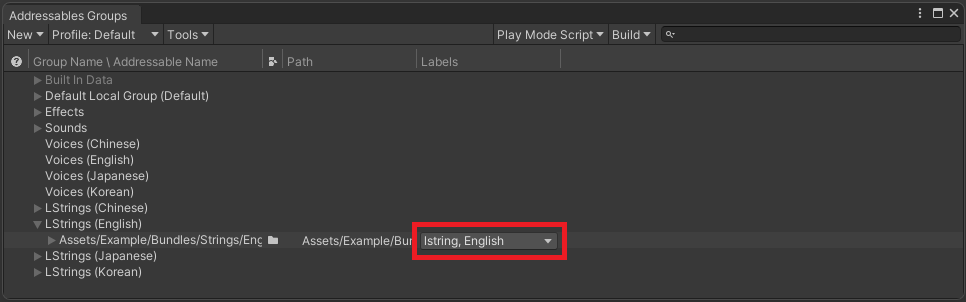 Addressables Groups
New Profile: Default Tools Play Mode Script Build
Group Name \ Addressable Name Path Labels
Built In Data
Default Local Group (Default)
Effects
Sounds
Voices (Chinese)
Voices (English)
Voices (Japanese)
Voices (Korean)
LStrings (Chinese)
LStrings (English)
Assets/Example/Bundles/Strings/Eng Assets/Example/Bun lstring, English
LStrings (Japanese)
LStrings (Korean)